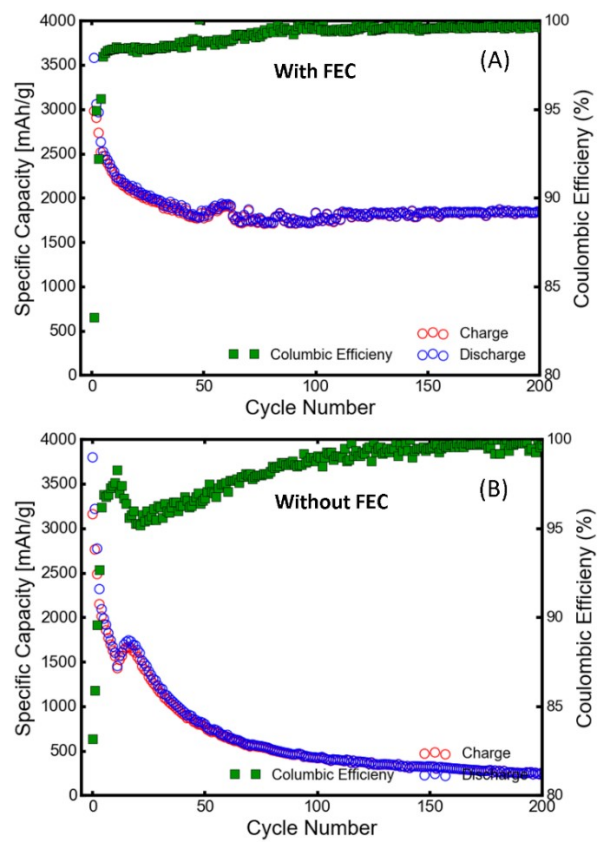 4000
3500
3000
2500
2000
1500
1000
500
0
Specific Capacity [mAh/g]
With FEC
(A)
100
95
90
85
80
Coulombic Efficieny (%)
Charge
Columbic Efficieny
Discharge
0 50 100 150 200
Cycle Number
4000
3500
3000
2500
2000
1500
1000
500
0
Specific Capacity [mAh/g]
Without FEC
(B)
100
95
90
85
80
Coulombic Efficieny (%)
Charge
Columbic Efficieny
Discharge
0 50 100 150 200
Cycle Number